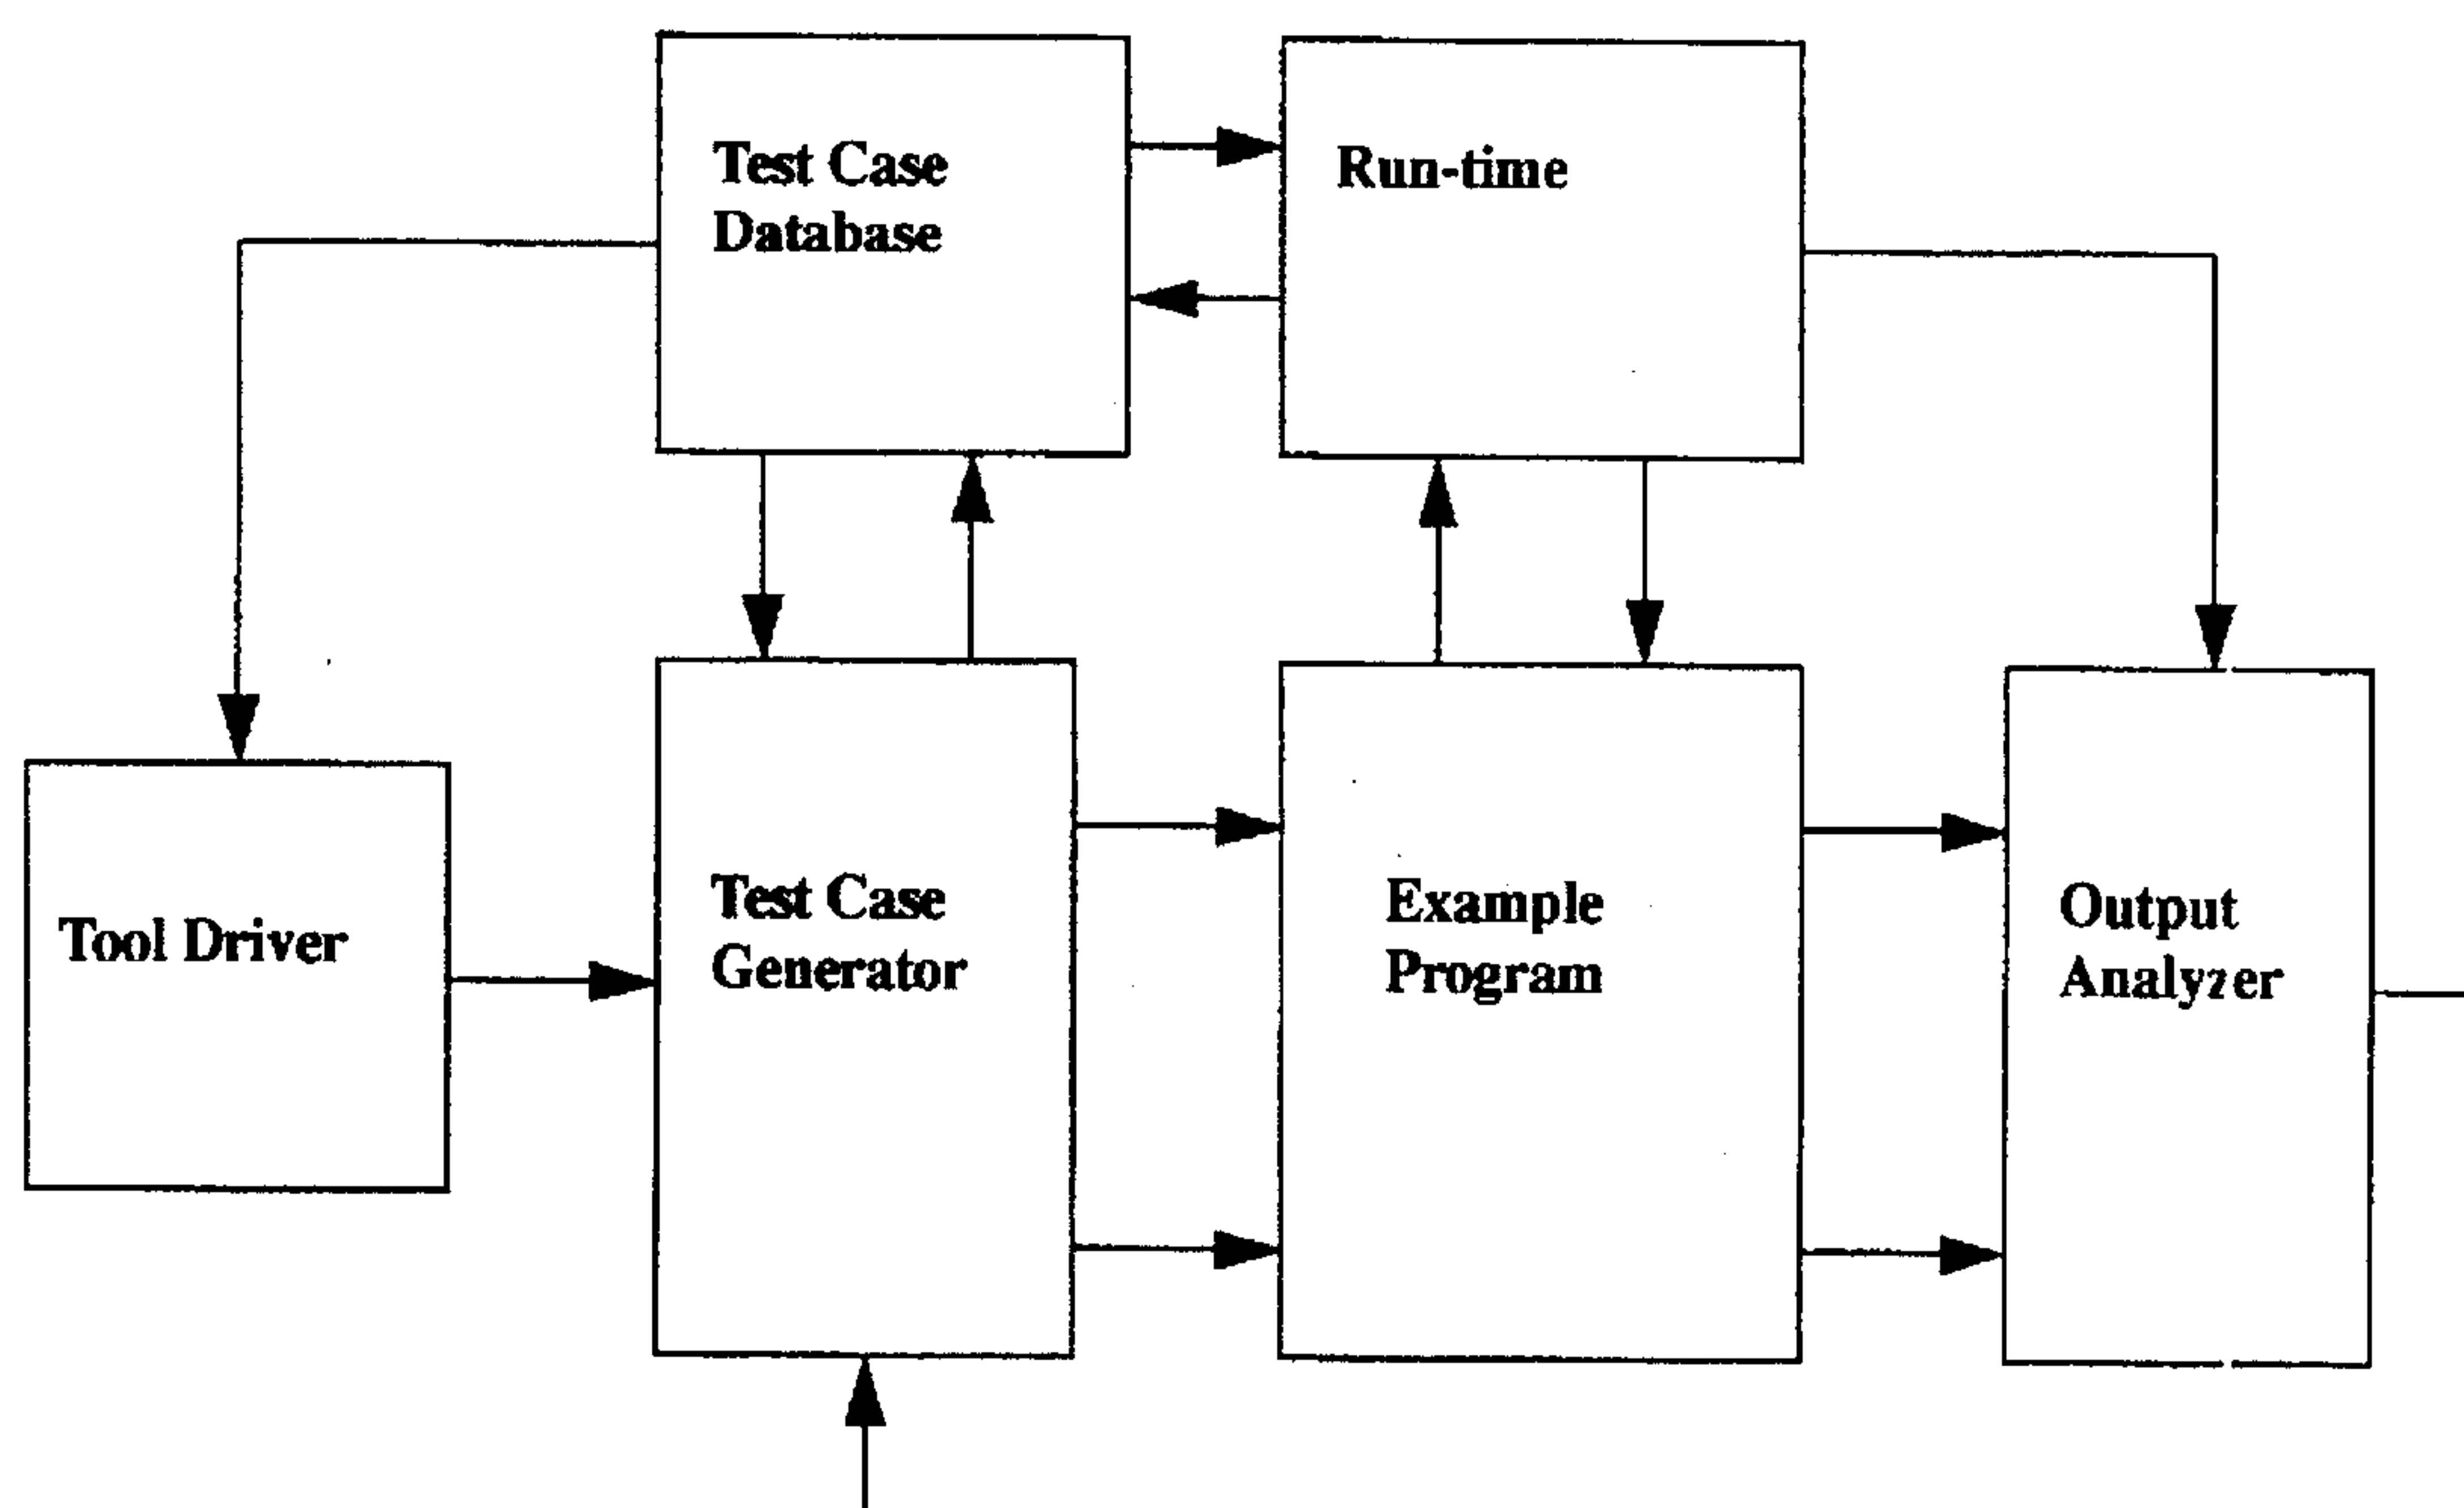 Test Case
Database
Run-time
Tool Driver
Test Case
Generator
Example
Program
Output
Analyzer